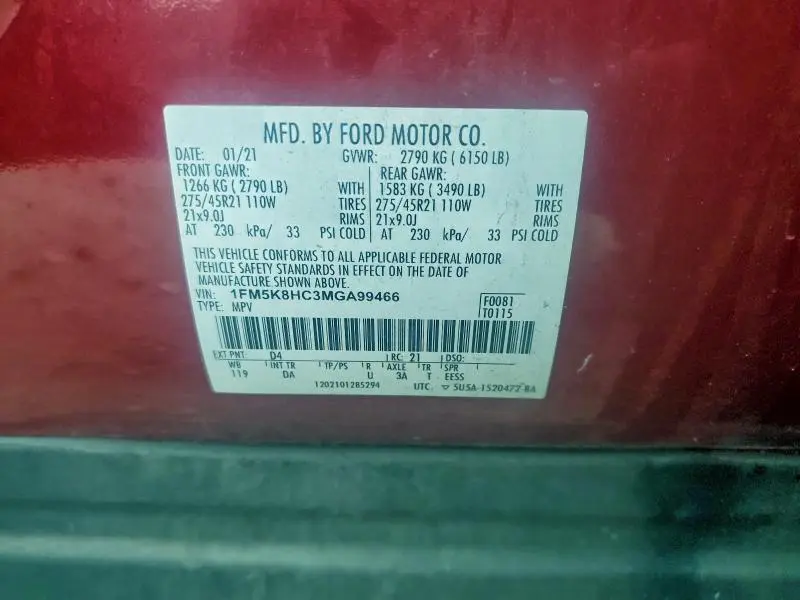 MFD. BY FORD MOTOR CO.
DATE: 01/21 GVWR: 2790 KG ( 6150 LB)
FRONT GAWR: REAR GAWR:
1266 KG ( 2790 LB) WITH 1583 KG ( 3490 LB) WITH
275/45R21 110W TIRES 275/45R21 110W TIRES
21x9.0J RIMS 21x9.0J RIMS
AT 230 kPa/ 33 PSI COLD AT 230 kPa/ 33 PSI COLD
THIS VEHICLE CONFORMS TO ALL APPLICABLE FEDERAL MOTOR
VEHICLE SAFETY STANDARDS IN EFFECT ON THE DATE OF
MANUFACTURE SHOWN ABOVE.
VIN: 1FM5K8HC3MGA99466 F0081
TYPE: MPV T0115
EXT PNT: D4 RC: 21 DSO:
WB INT TR TP/PS R AXLE TR SPR
119 DA U 3A T EESS
1202101285294 UTC ▽ 5U5A-1520472-BA